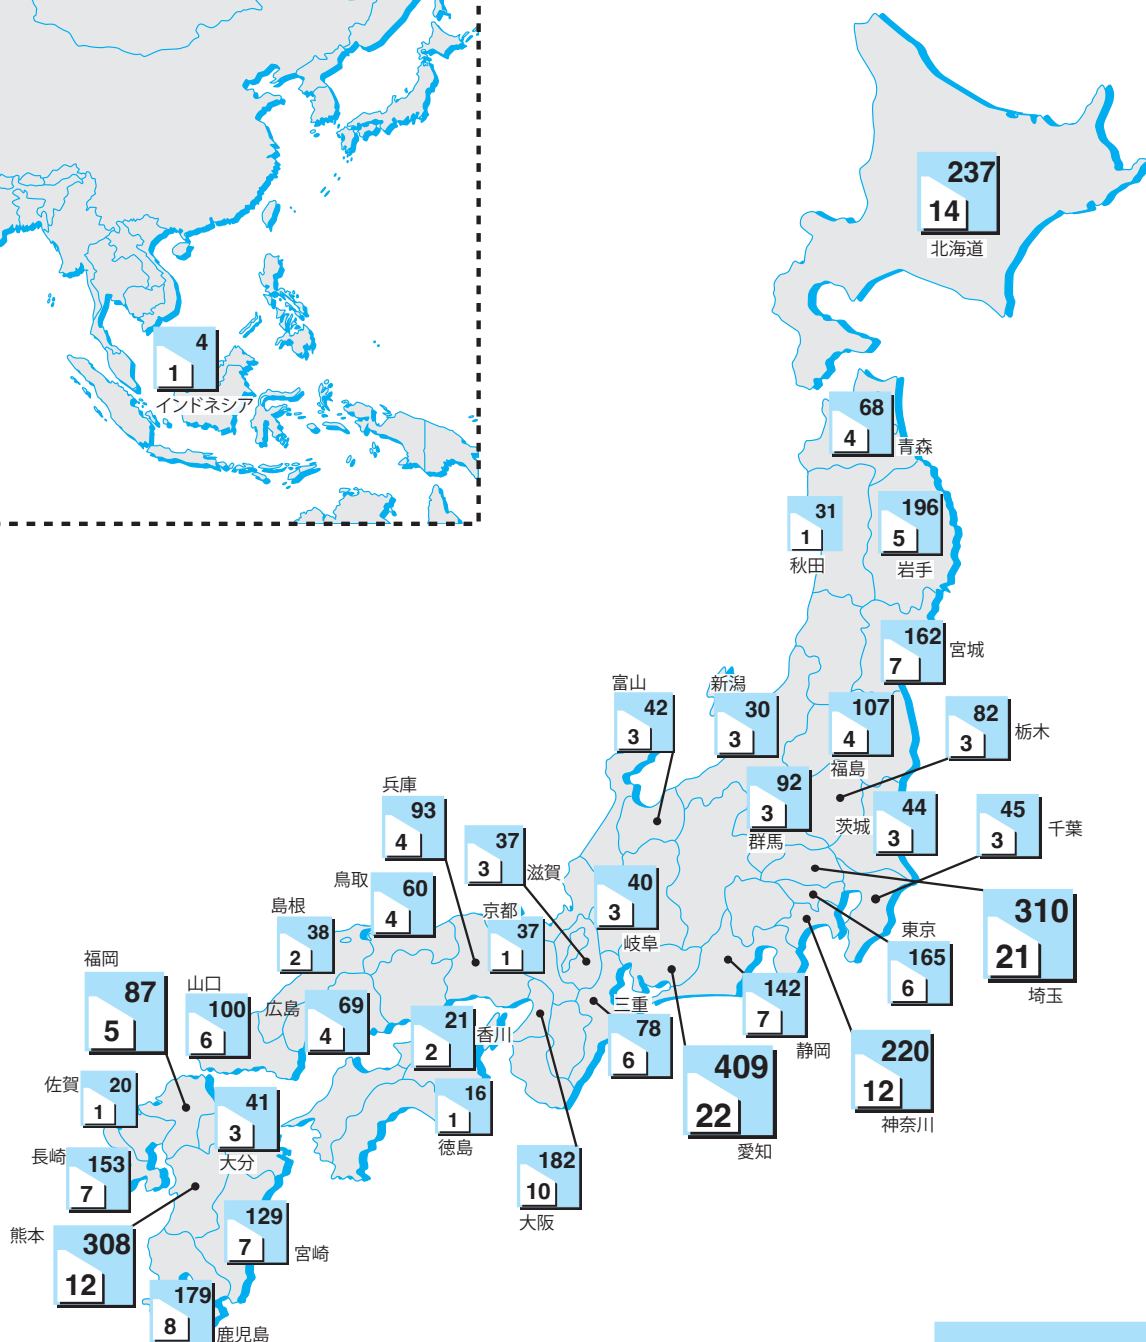 237
14
北海道
4
1
インドネシア
68
4
青森
31
1
秋田
196
5
岩手
162
7
宮城
富山
42
3
新潟
30
3
107
4
福島
82
3
栃木
兵庫
93
4
92
3
群馬
茨城
44
3
45
3
千葉
37
3
滋賀
鳥取
60
4
40
3
岐阜
310
21
埼玉
島根
38
2
京都
37
1
東京
165
6
福岡
87
5
山口
100
6
広島
69
4
21
2
香川
三重
78
6
142
7
静岡
409
22
愛知
220
12
神奈川
佐賀
20
1
41
3
大分
16
1
徳島
長崎
153
7
182
10
大阪
熊本
308
12
129
7
宮崎
179
8
鹿児島